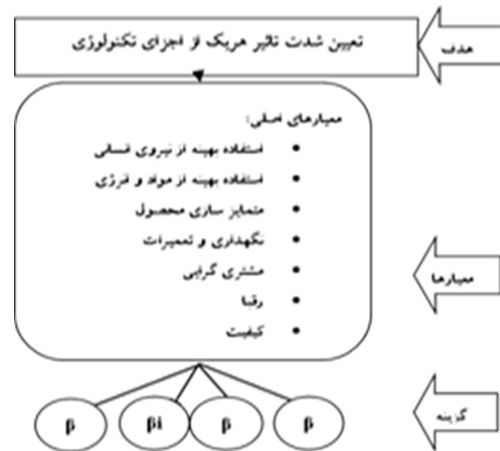 تعیین شدت تاثیر هریک از اجزای تکنولوژی
هدف
معیارهای اصلی:
• استفاده بهینه از نیروی انسانی
• استفاده بهینه از مواد و انرژی
• متمایز سازی محصول
• نگهداری و تعمیرات
• مشتری گرایی
• رقبا
• کیفیت
معیارها
β βi β β
گزینه